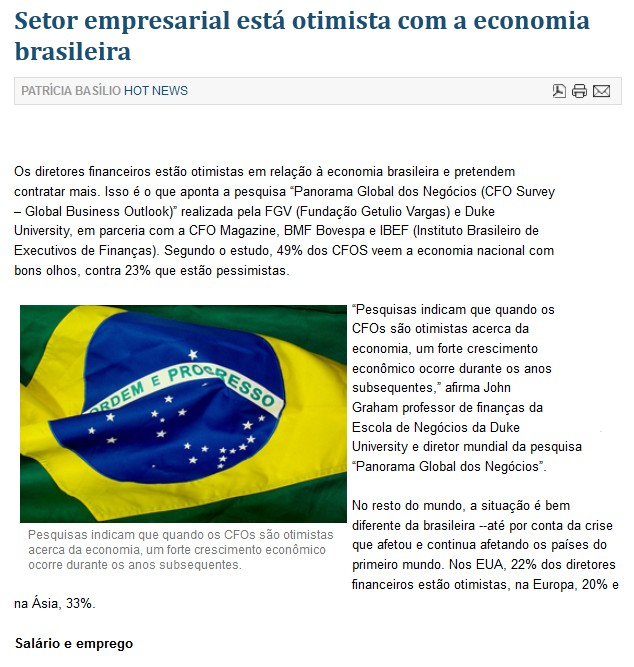 Setor empresarial está otimista com a economia
brasileira
PATRÍCIA BASÍLIO HOT NEWS
Os diretores financeiros estão otimistas em relação à economia brasileira e pretendem
contratar mais. Isso é o que aponta a pesquisa “Panorama Global dos Negócios (CFO Survey
– Global Business Outlook)” realizada pela FGV (Fundação Getulio Vargas) e Duke
University, em parceria com a CFO Magazine, BMF Bovespa e IBEF (Instituto Brasileiro de
Executivos de Finanças). Segundo o estudo, 49% dos CFOS veem a economia nacional com
bons olhos, contra 23% que estão pessimistas.
ORDEM E PROGRESSO
Pesquisas indicam que quando os CFOs são otimistas
acerca da economia, um forte crescimento econômico
ocorre durante os anos subsequentes.
“Pesquisas indicam que quando os
CFOs são otimistas acerca da
economia, um forte crescimento
econômico ocorre durante os anos
subsequentes,” afirma John
Graham professor de finanças da
Escola de Negócios da Duke
University e diretor mundial da pesquisa
“Panorama Global dos Negócios”.
No resto do mundo, a situação é bem
diferente da brasileira --até por conta da crise
que afetou e continua afetando os países do
primeiro mundo. Nos EUA, 22% dos diretores
financeiros estão otimistas, na Europa, 20% e
na Ásia, 33%.
Salário e emprego